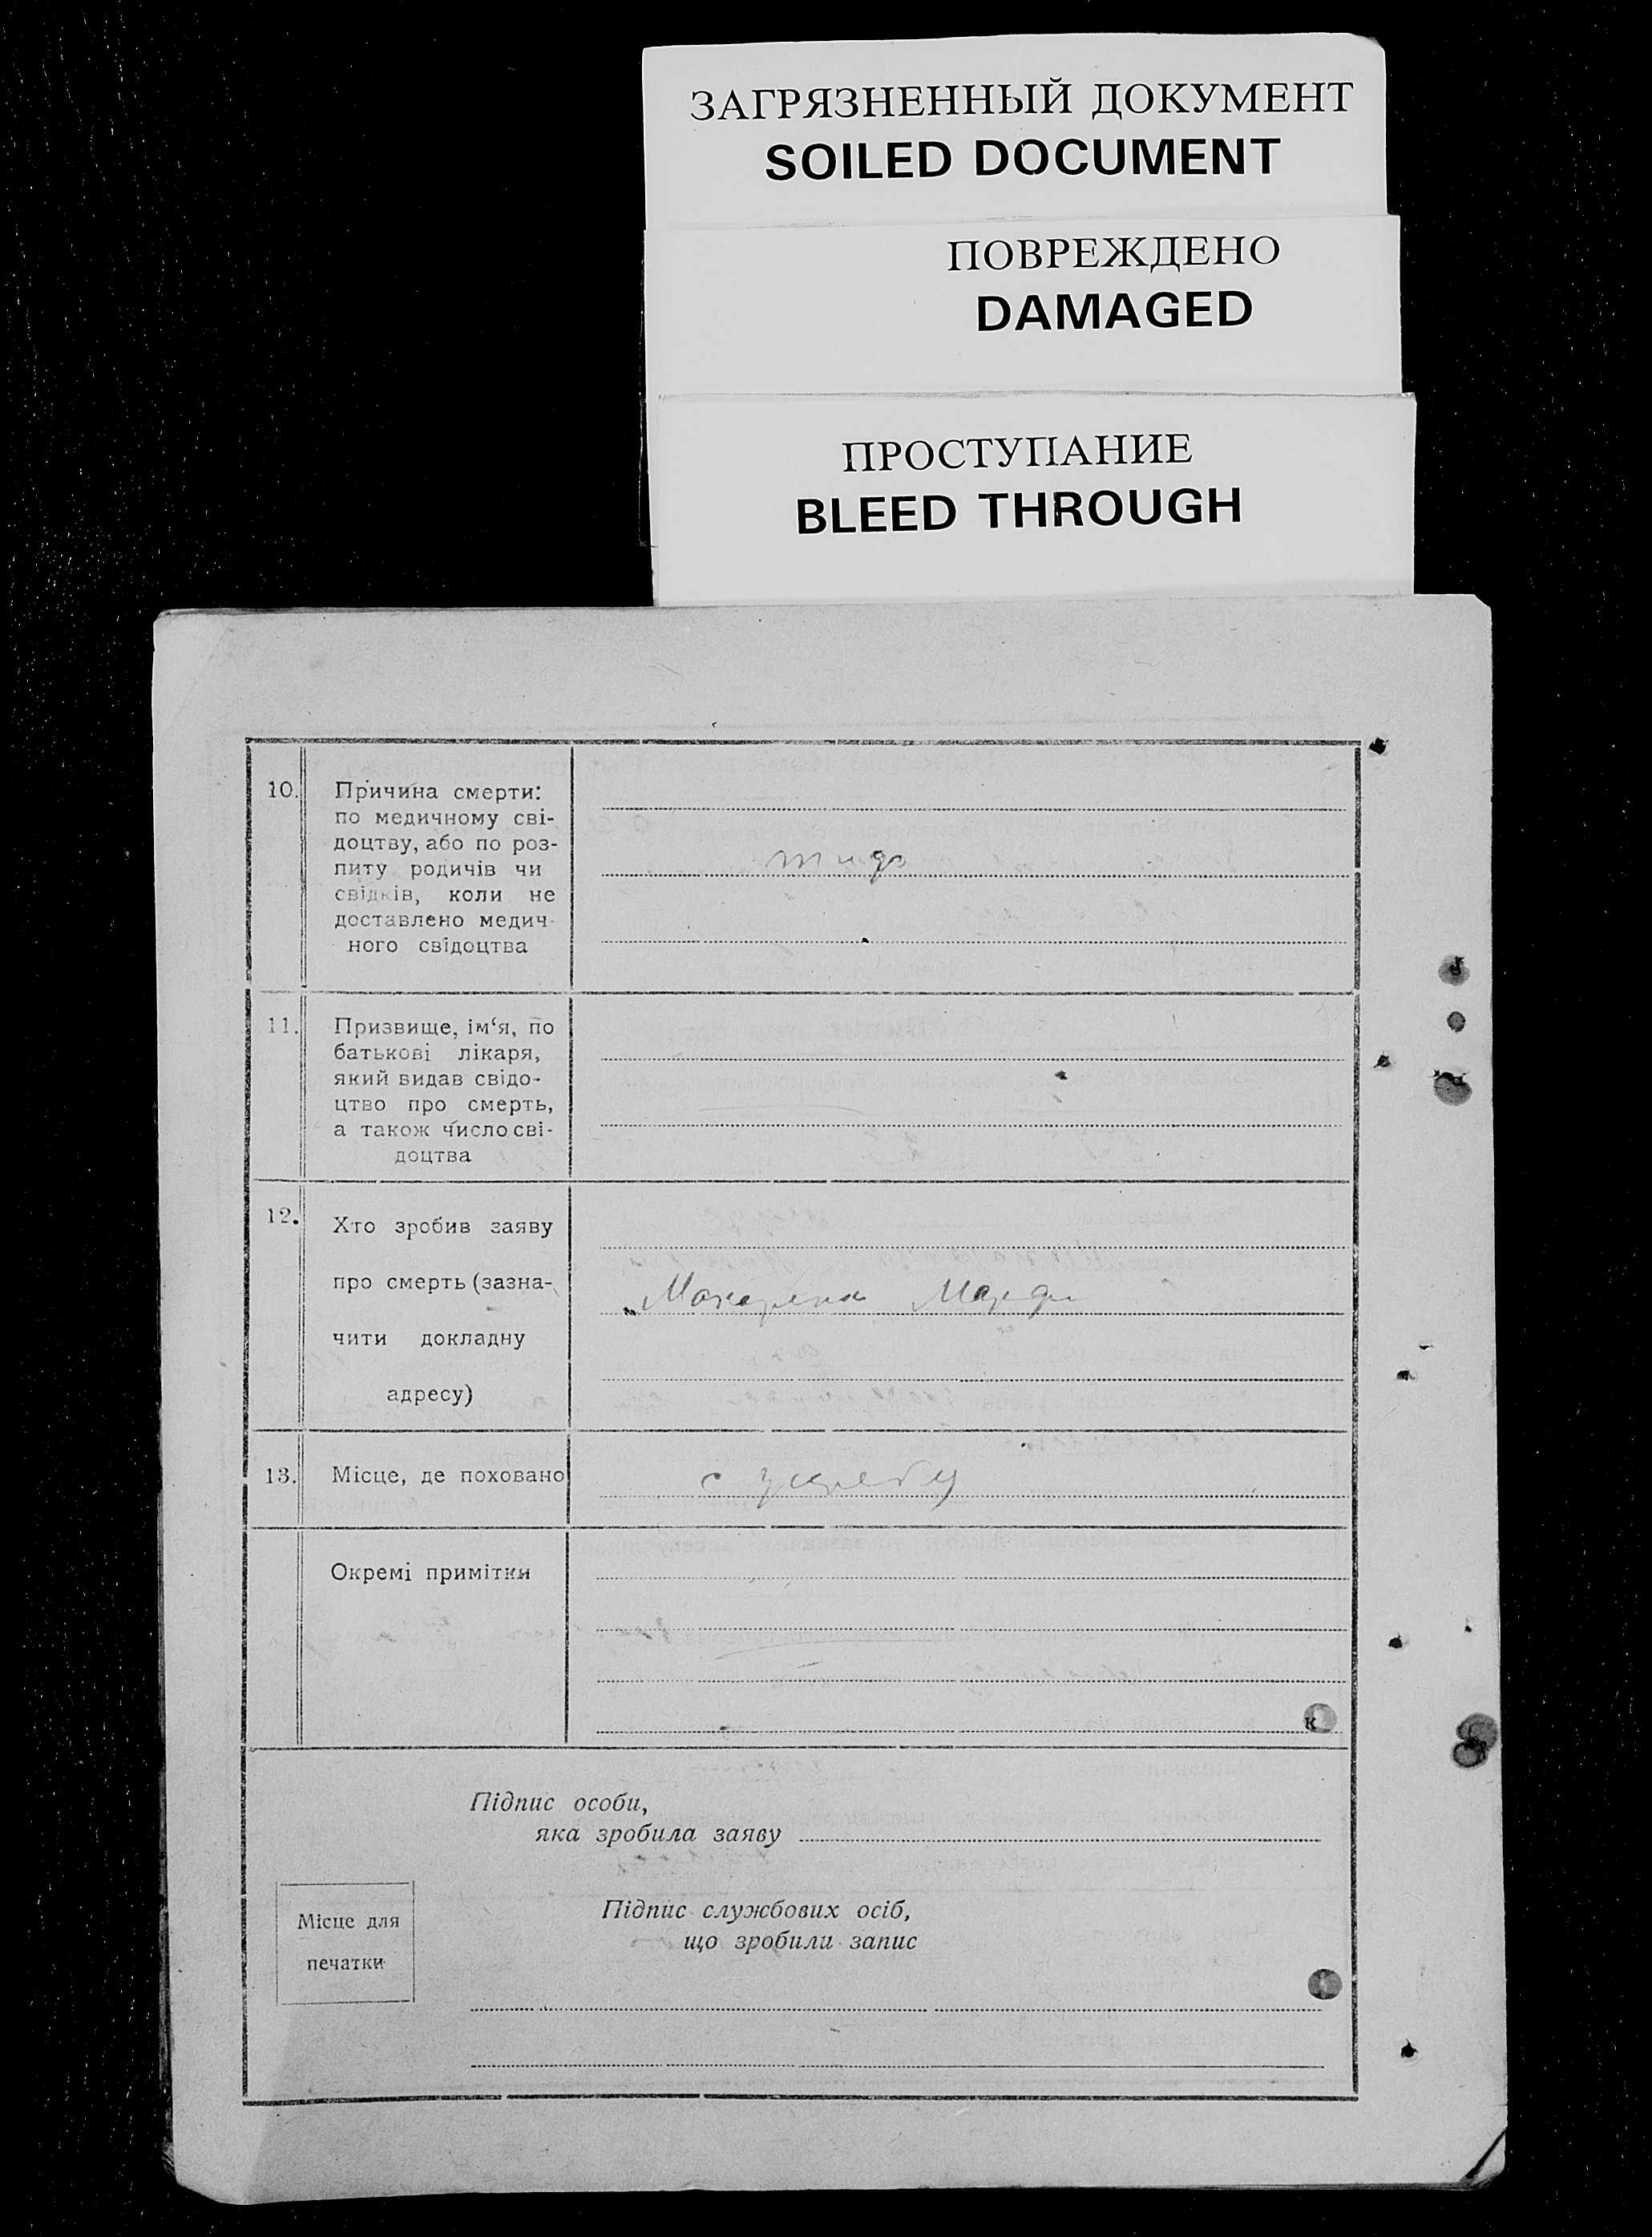 ЗАГРЯЗНЕННЫЙ ДОКУМЕНТ
SOILED DOCUMENT
ПОВРЕЖДЕНО
DAMAGED
ПРОСТУПАНИЕ
BLEED THROUGH
10. Причина смерти:
по медичному сві-
доцтву, або по роз-
питу родичів чи
свідків, коли не
доставлено медич-
ного свідоцтва
тиф
11. Призвище, ім‘я, по
батькові лікаря,
який видав свідо-
цтво про смерть,
а також число сві-
доцтва
12. Хто зробив заяву
про смерть (зазна-
чити докладну
адресу)
13. Місце, де поховано
с
Окремі примітки
к
Підпис особи,
яка зробила заяву
Місце для
печатки
Підпис службових осіб,
що зробили запис